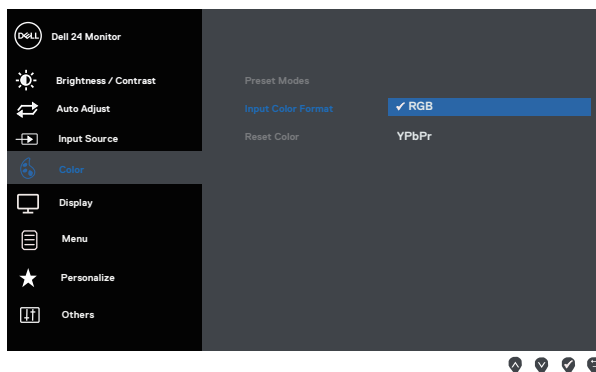 DELL Dell 24 Monitor
Brightness / Contrast
Auto Adjust
Input Source
Color
Display
Menu
Personalize
Others
Preset Modes
Input Color Format
Reset Color
✔ RGB
YPbPr